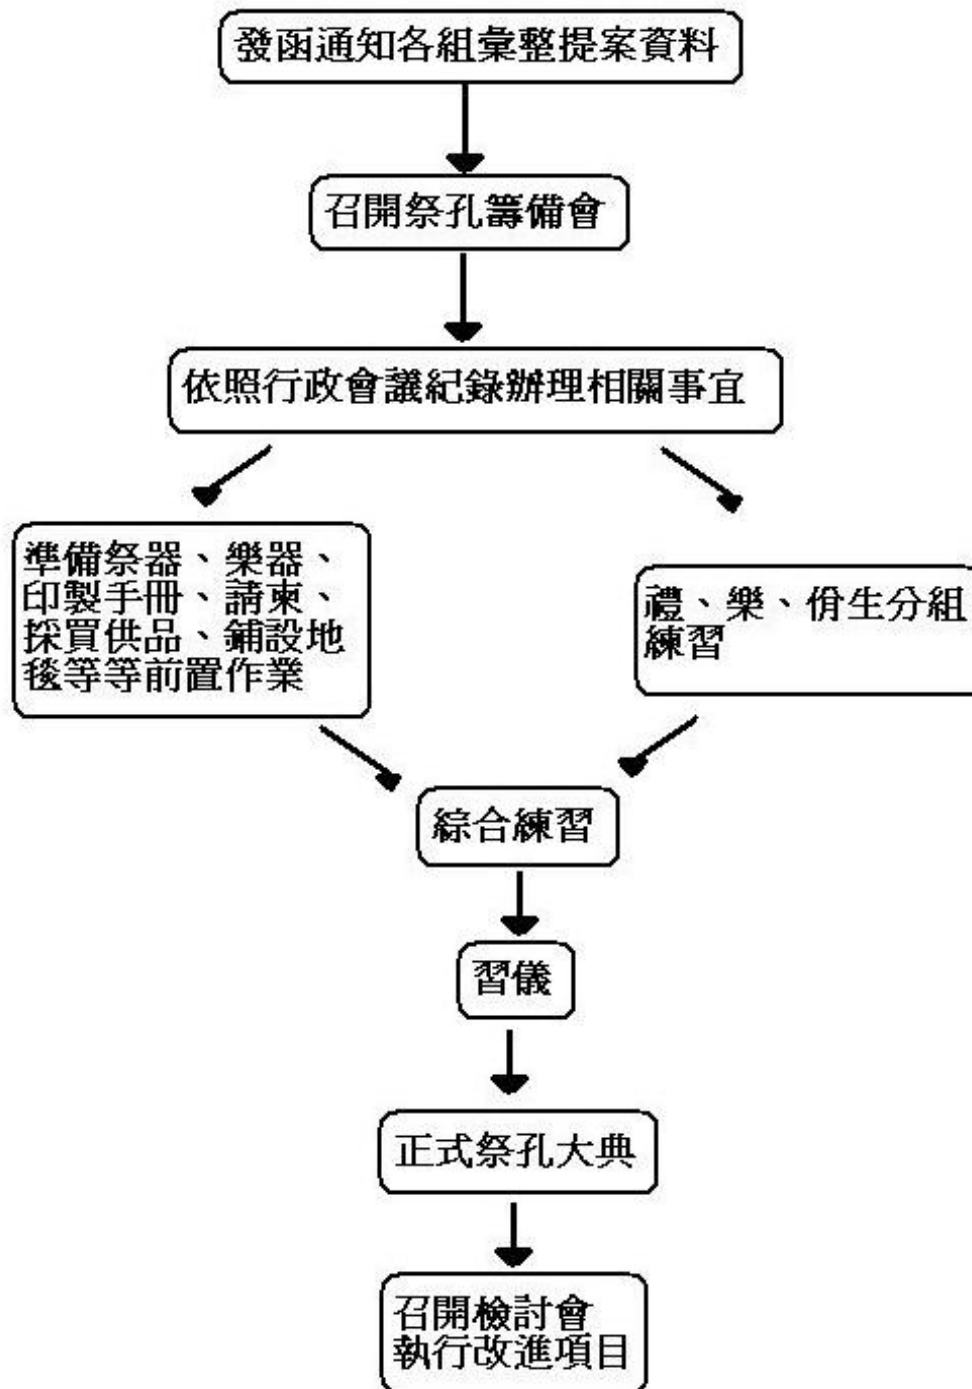 發函通知各組彙整提案資料
召開祭孔籌備會
依照行政會議紀錄辦理相關事宜
準備祭器、樂器、
印製手冊、請柬、
採買供品、鋪設地
毯等等前置作業
禮、樂、佾生分組
練習
綜合練習
習儀
正式祭孔大典
召開檢討會
執行改進項目